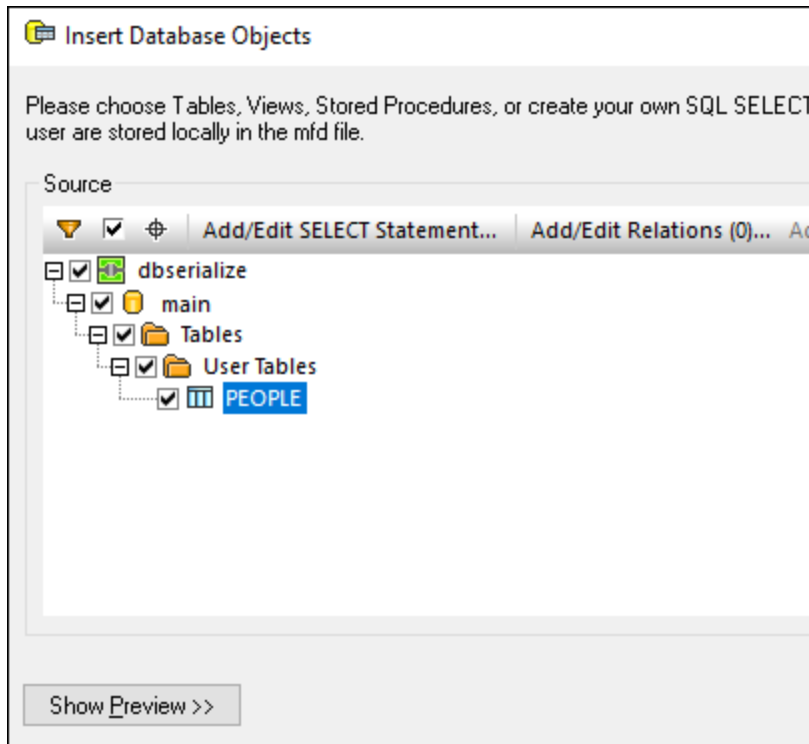 Insert Database Objects
Please choose Tables, Views, Stored Procedures, or create your own SQL SELECT
user are stored locally in the mfd file.
Source
Add/Edit SELECT Statement... Add/Edit Relations (0)...
dbserialize
main
Tables
User Tables
PEOPLE
Show Preview >>